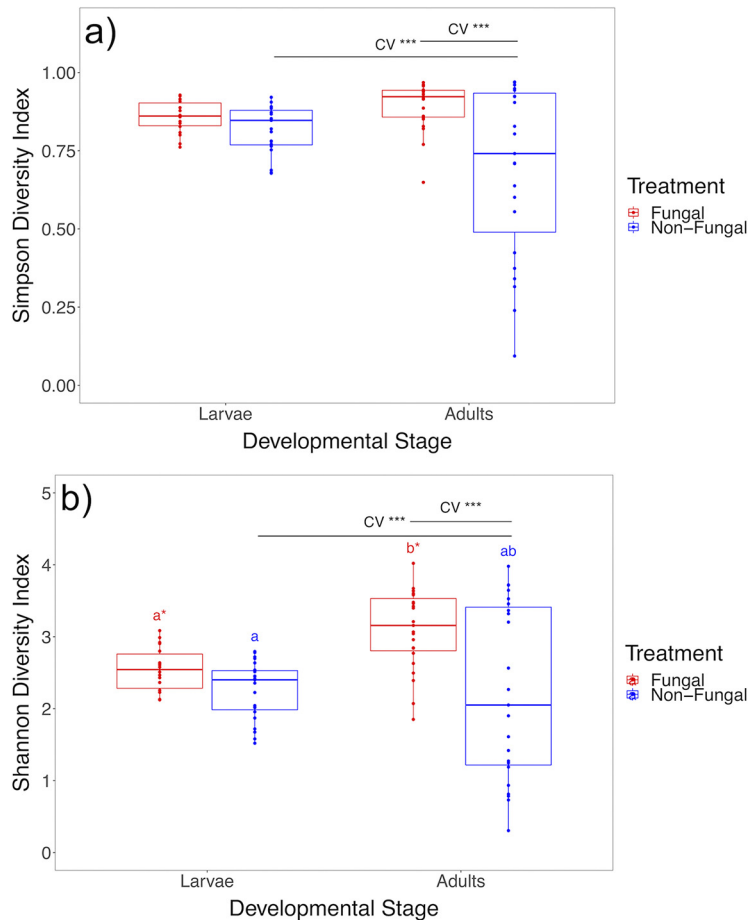 a)
CV ***
CV ***
1.00
0.75
0.50
0.25
0.00
Simpson Diversity Index
Larvae
Adults
Developmental Stage
Treatment
Fungal
Non−Fungal
b)
CV ***
CV ***
a*
a
b*
ab
5
4
3
2
1
0
Shannon Diversity Index
Larvae
Adults
Developmental Stage
Treatment
Fungal
Non−Fungal